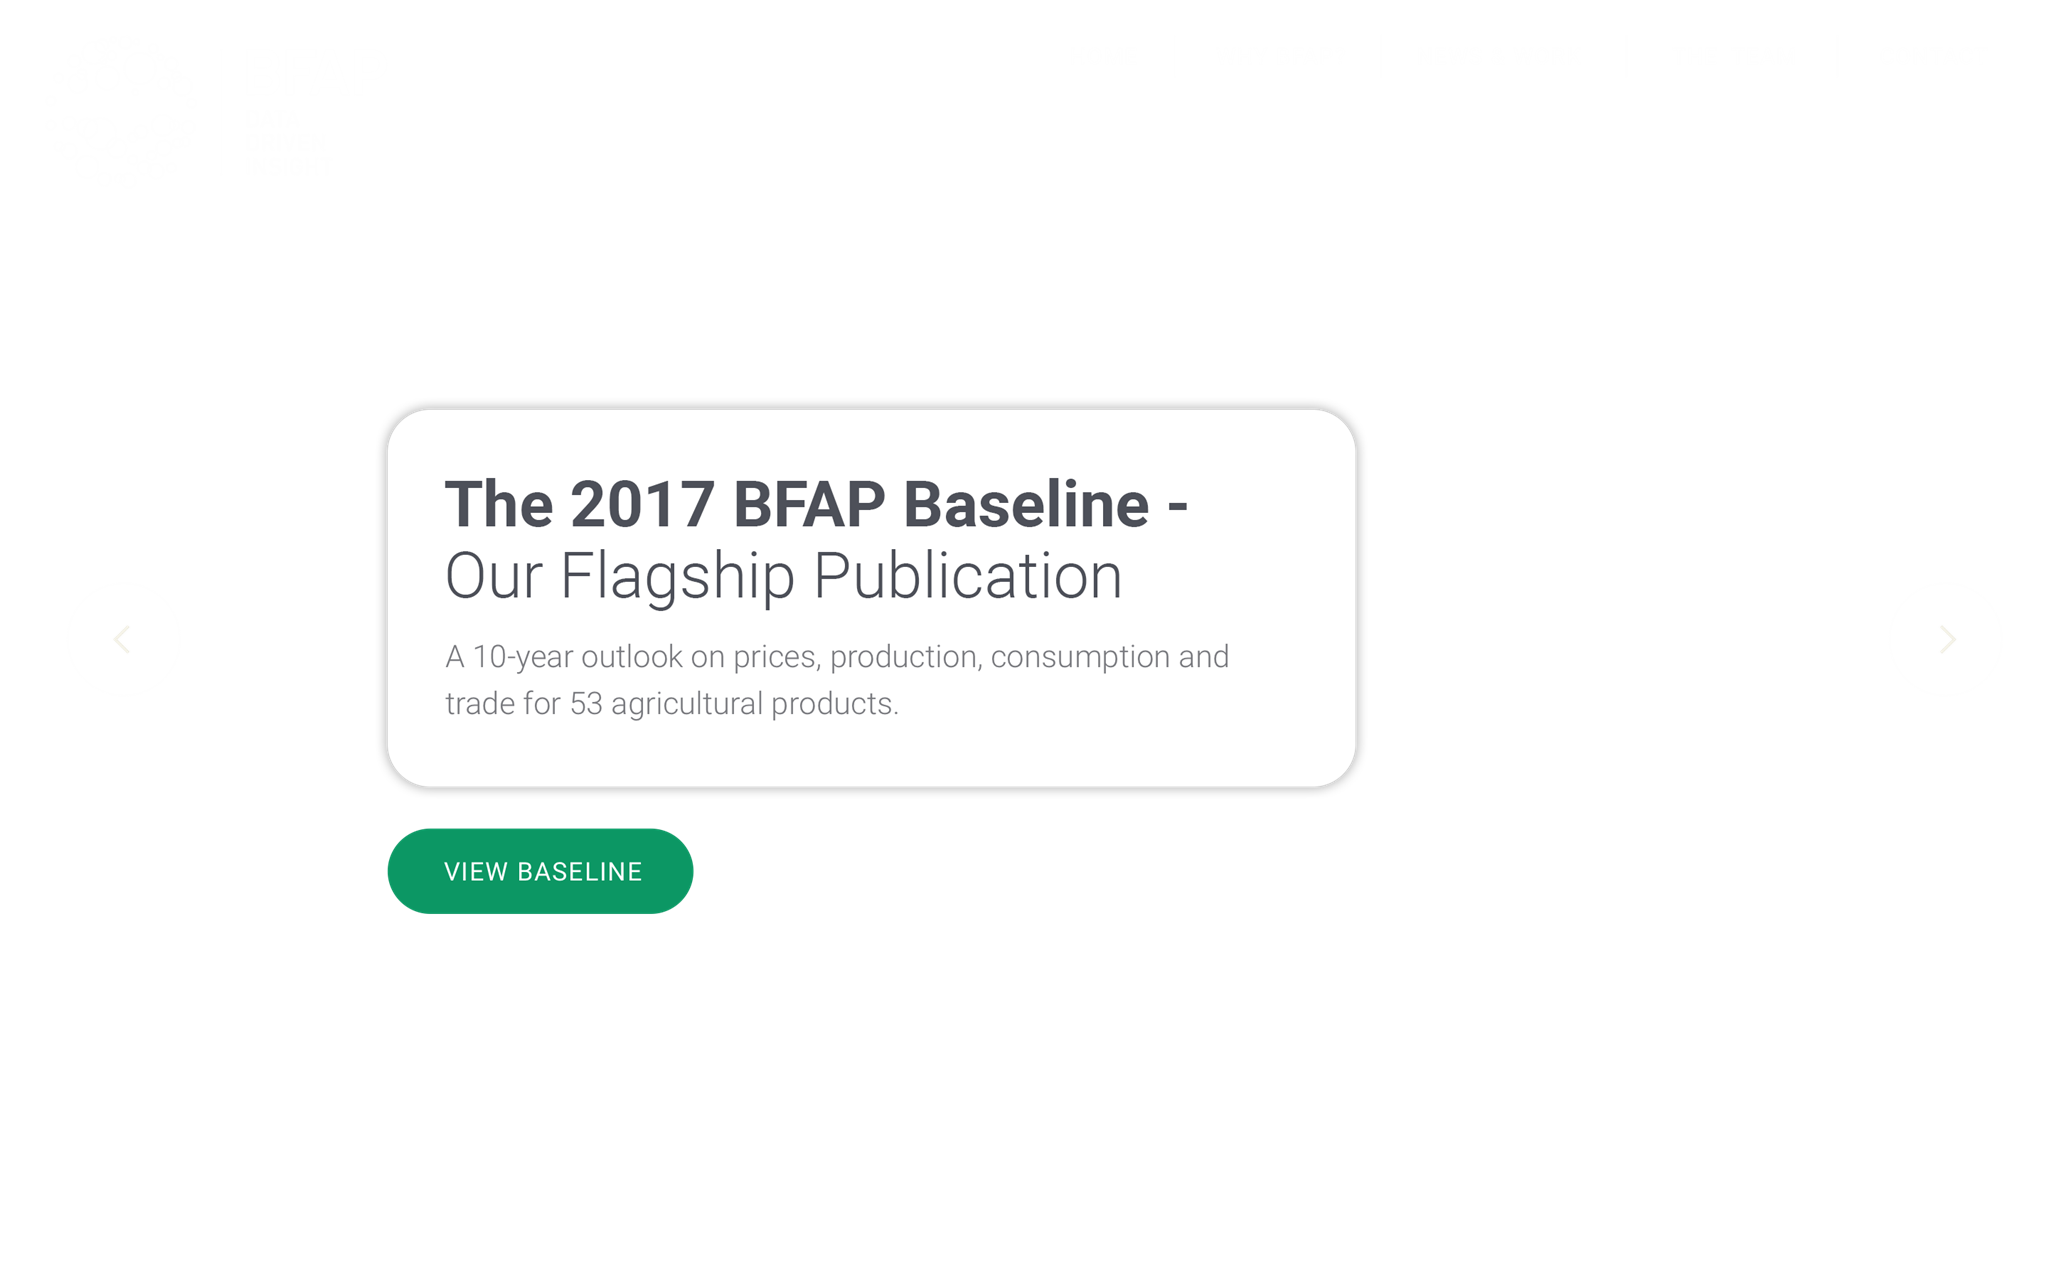 The 2017 BFAP Baseline -
Our Flagship Publication
A 10-year outlook on prices, production, consumption and
trade for 53 agricultural products.
VIEW BASELINE